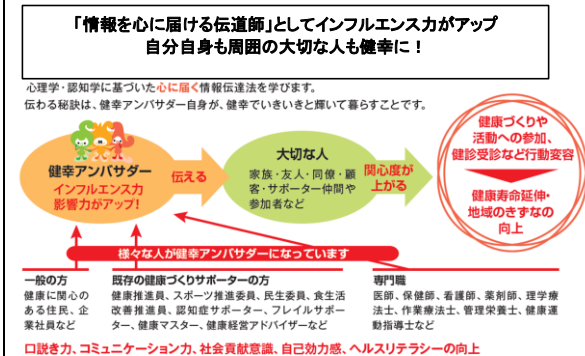 「情報を心に届ける伝道師」としてインフルエンス力がアップ
自分自身も周囲の大切な人も健幸に！
心理学・認知学に基づいた心に届く情報伝達法を学びます。
伝わる秘訣は、健幸アンバサダー自身が、健幸でいきいきと輝いて暮らすことです。
健幸アンバサダー
インフルエンス力
影響力がアップ！
伝える
大切な人
家族・友人・同僚・顧
客・サポーター仲間や
参加者など
関心度が
上がる
健康づくりや
活動への参加、
健診受診など行動変容
健康寿命延伸・
地域のきずなの
向上
様々な人が健幸アンバサダーになっています
一般の方
健康に関心の
ある住民、企
業社員など
既存の健康づくりサポーターの方
健康推進員、スポーツ推進委員、民生委員、食生活
改善推進員、認知症サポーター、フレイルサポー
ター、健康マスター、健康経営アドバイザーなど
専門職
医師、保健師、看護師、薬剤師、理学療
法士、作業療法士、管理栄養士、健康運
動指導士など
口説き力、コミュニケーション力、社会貢献意識、自己効力感、ヘルスリテラシーの向上